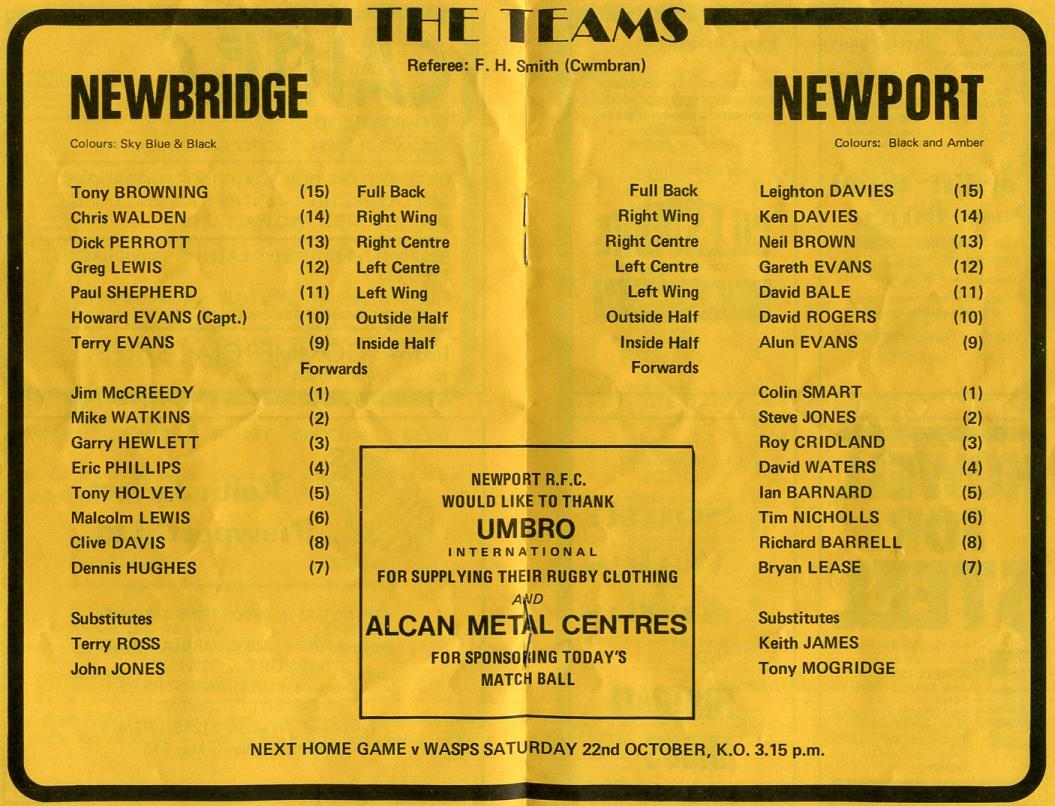 THE TEAMS
Referee: F. H. Smith (Cwmbran)
NEWBRIDGE
Colours: Sky Blue & Black
Tony BROWNING (15) Full Back
Chris WALDEN (14) Right Wing
Dick PERROTT (13) Right Centre
Greg LEWIS (12) Left Centre
Paul SHEPHERD (11) Left Wing
Howard EVANS (Capt.) (10) Outside Half
Terry EVANS (9) Inside Half
Forwards
Jim McCREEDY (1)
Mike WATKINS (2)
Garry HEWLETT (3)
Eric PHILLIPS (4)
Tony HOLVEY (5)
Malcolm LEWIS (6)
Clive DAVIS (8)
Dennis HUGHES (7)
Substitutes
Terry ROSS
John JONES
NEWPORT
Colours: Black and Amber
Full Back Leighton DAVIES (15)
Right Wing Ken DAVIES (14)
Right Centre Neil BROWN (13)
Left Centre Gareth EVANS (12)
Left Wing David BALE (11)
Outside Half David ROGERS (10)
Inside Half Alun EVANS (9)
Forwards
Colin SMART (1)
Steve JONES (2)
Roy CRIDLAND (3)
David WATERS (4)
Ian BARNARD (5)
Tim NICHOLLS (6)
Richard BARRELL (8)
Bryan LEASE (7)
Substitutes
Keith JAMES
Tony MOGRIDGE
NEWPORT R.F.C.
WOULD LIKE TO THANK
UMBRO
INTERNATIONAL
FOR SUPPLYING THEIR RUGBY CLOTHING
AND
ALCAN METAL CENTRES
FOR SPONSORING TODAY'S
MATCH BALL
NEXT HOME GAME v WASPS SATURDAY 22nd OCTOBER, K.O. 3.15 p.m.